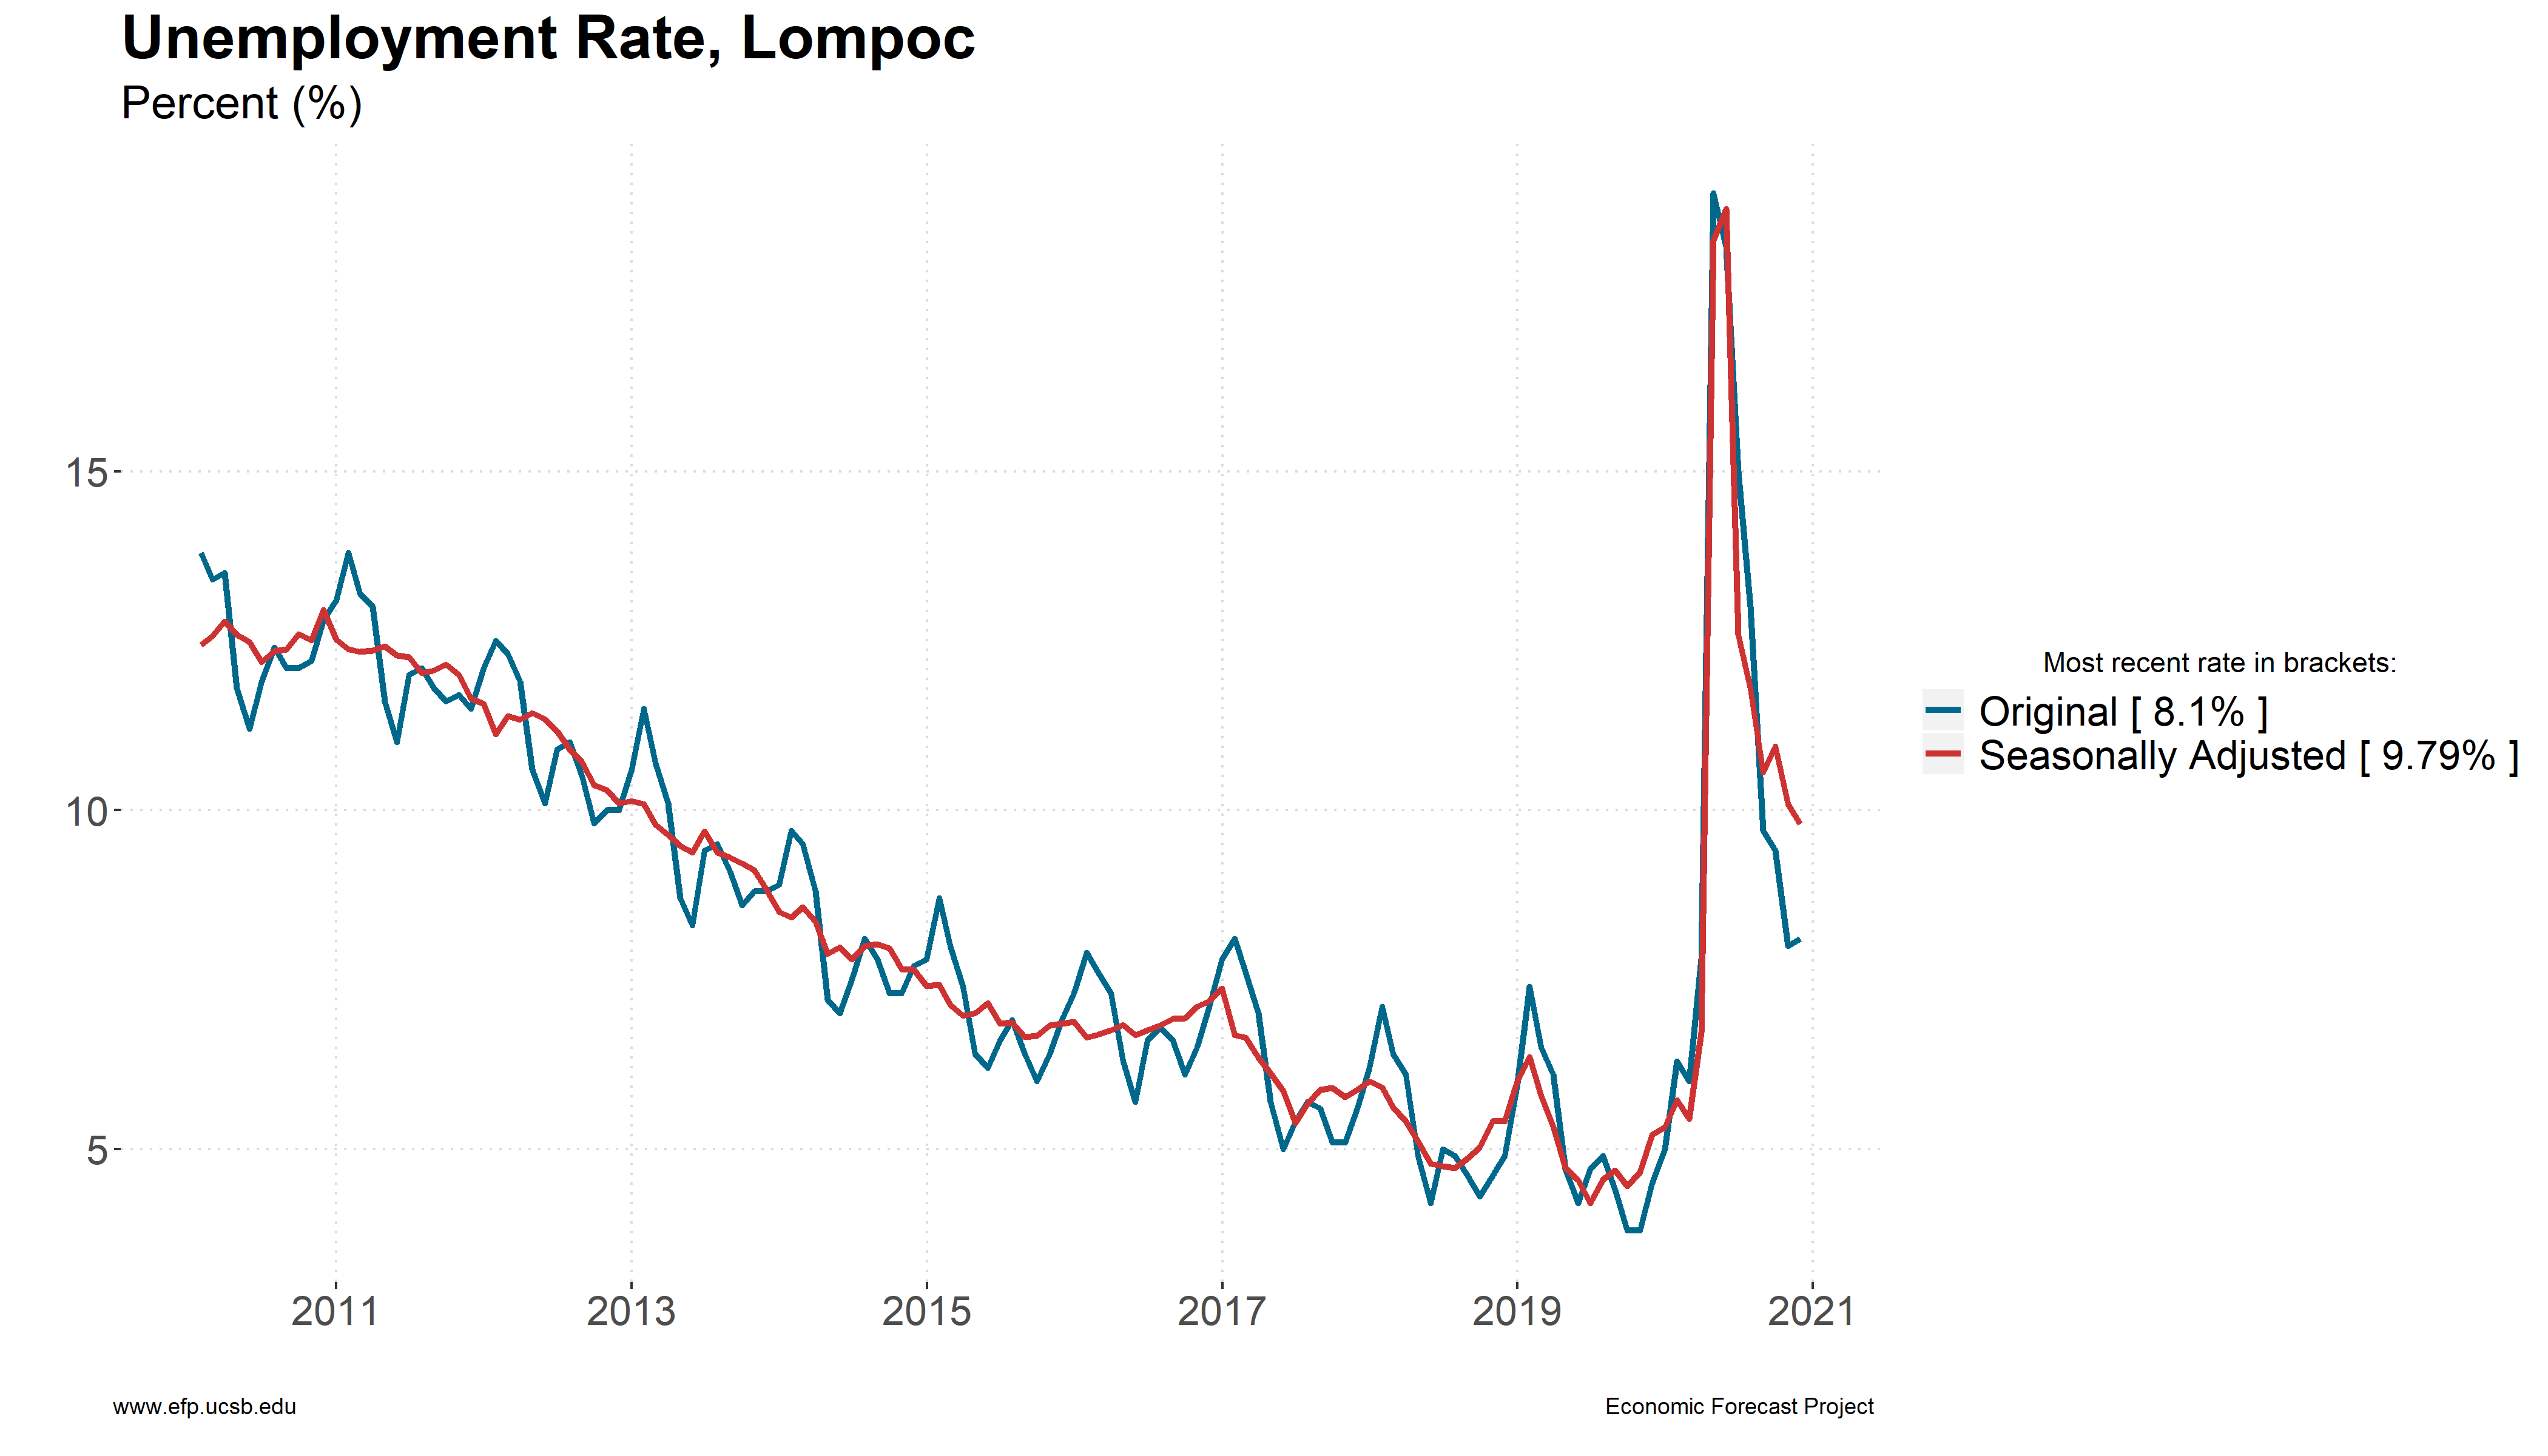 Unemployment Rate, Lompoc
Percent (%)
15
10
5
2011 2013 2015 2017 2019 2021
Most recent rate in brackets:
Original [ 8.1% ]
Seasonally Adjusted [ 9.79% ]
www.efp.ucsb.edu Economic Forecast Project